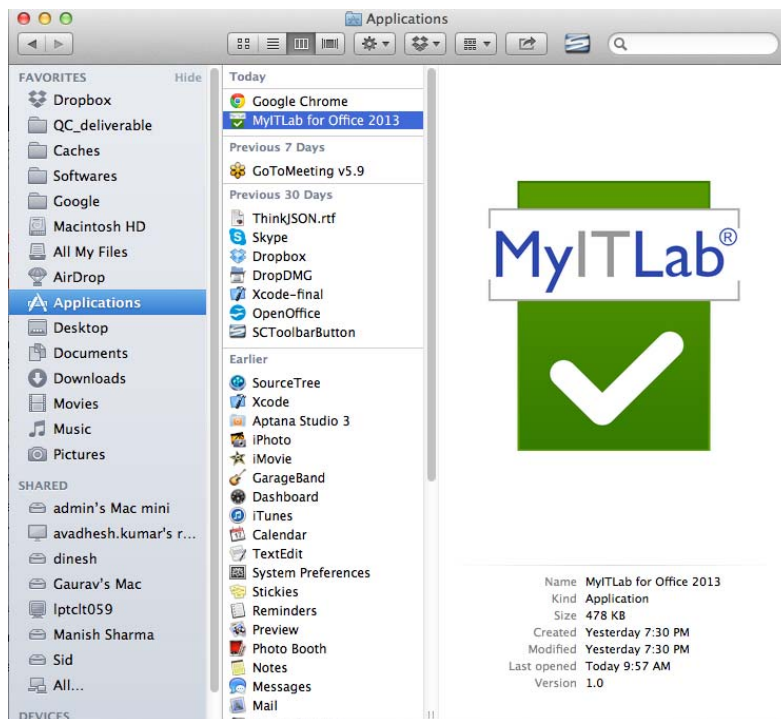 Applications
FAVORITES Hide
Dropbox
QC_deliverable
Caches
Softwares
Google
Macintosh HD
All My Files
AirDrop
Applications
Desktop
Documents
Downloads
Movies
Music
Pictures
SHARED
admin's Mac mini
avadhesh.kumar's r...
dinesh
Gaurav's Mac
lptclt059
Manish Sharma
Sid
All...
DEVICES
Today
Google Chrome
MyITLab for Office 2013
Previous 7 Days
GoToMeeting v5.9
Previous 30 Days
ThinkJSON.rtf
Skype
Dropbox
DropDMG
Xcode-final
OpenOffice
SCToolbarButton
Earlier
SourceTree
Xcode
Aptana Studio 3
iPhoto
iMovie
GarageBand
Dashboard
iTunes
Calendar
TextEdit
System Preferences
Stickies
Reminders
Preview
Photo Booth
Notes
Messages
Mail
MyITLab®
Name MyITLab for Office 2013
Kind Application
Size 478 KB
Created Yesterday 7:30 PM
Modified Yesterday 7:30 PM
Last opened Today 9:57 AM
Version 1.0